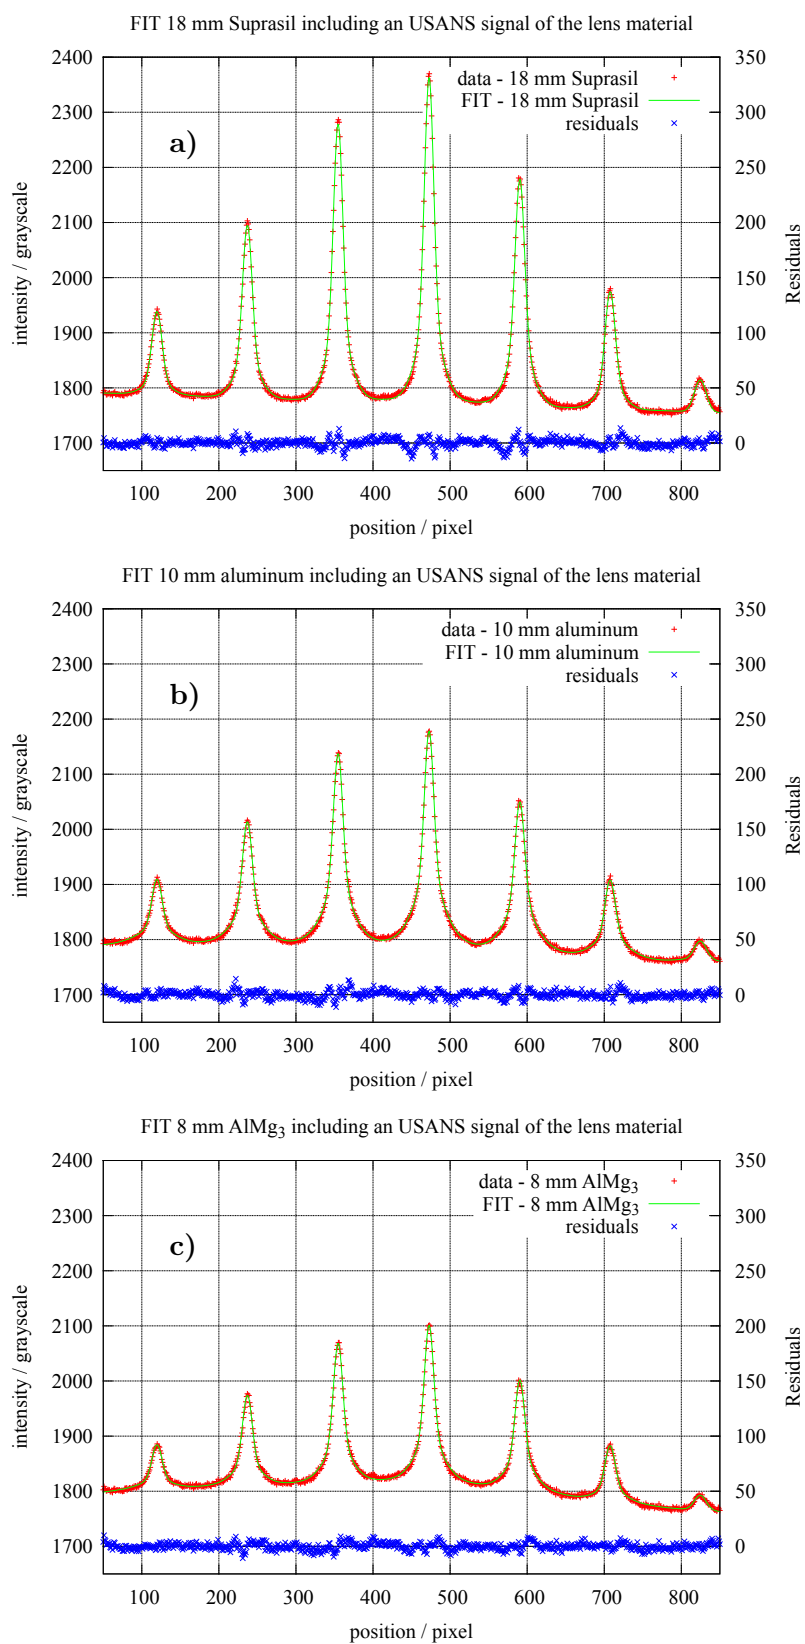 FIT 18 mm Suprasil including an USANS signal of the lens material
2400 350
data - 18 mm Suprasil
2300 FIT - 18 mm Suprasil 300
residuals
a)
2200 250
2100 200
2000 150
1900 100
1800 50
1700 0
intensity / grayscale
Residuals
100 200 300 400 500 600 700 800
position / pixel
FIT 10 mm aluminum including an USANS signal of the lens material
2400 350
data - 10 mm aluminum
FIT - 10 mm aluminum
2300 300
residuals
b)
2200 250
2100 200
2000 150
1900 100
1800 50
1700 0
intensity / grayscale
Residuals
100 200 300 400 500 600 700 800
position / pixel
FIT 8 mm AlMg₃ including an USANS signal of the lens material
2400 350
data - 8 mm AlMg₃
FIT - 8 mm AlMg₃
2300 300
residuals
c)
2200 250
2100 200
2000 150
1900 100
1800 50
1700 0
intensity / grayscale
Residuals
100 200 300 400 500 600 700 800
position / pixel